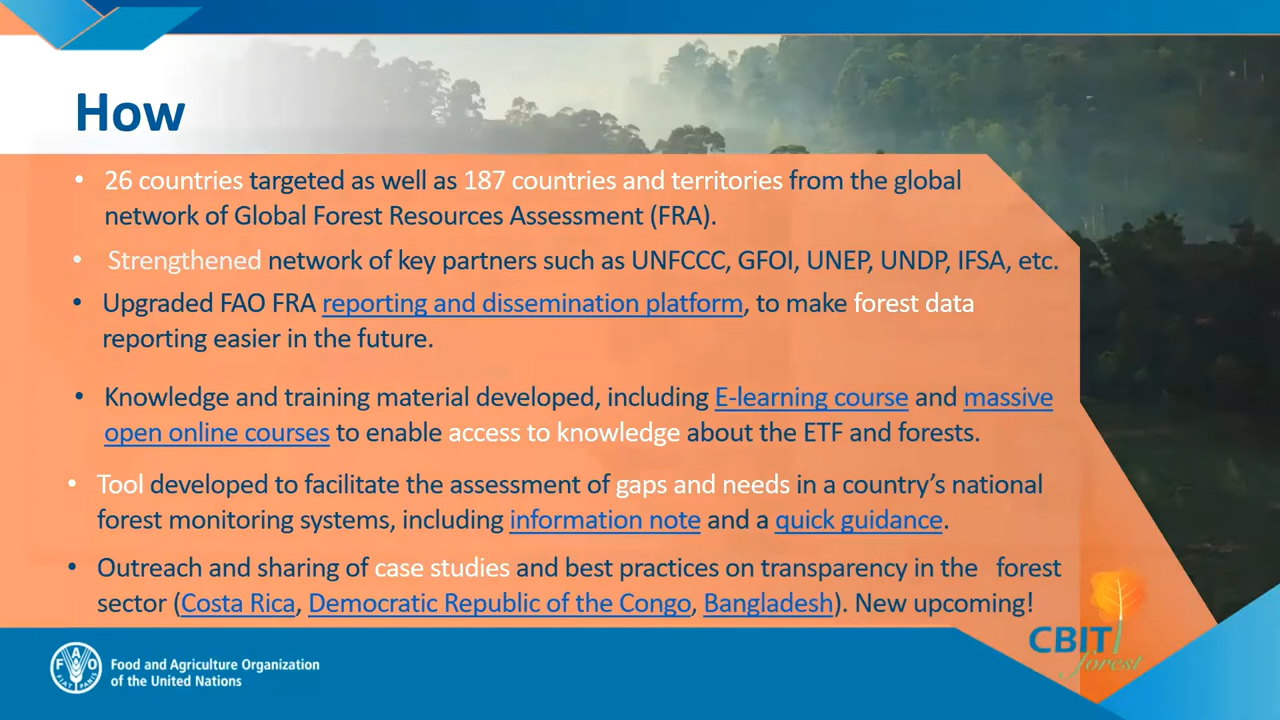 How
• 26 countries targeted as well as 187 countries and territories from the global
network of Global Forest Resources Assessment (FRA).
• Strengthened network of key partners such as UNFCCC, GFOI, UNEP, UNDP, IFSA, etc.
• Upgraded FAO FRA reporting and dissemination platform, to make forest data
reporting easier in the future.
• Knowledge and training material developed, including E-learning course and massive
open online courses to enable access to knowledge about the ETF and forests.
• Tool developed to facilitate the assessment of gaps and needs in a country’s national
forest monitoring systems, including information note and a quick guidance.
• Outreach and sharing of case studies and best practices on transparency in the forest
sector (Costa Rica, Democratic Republic of the Congo, Bangladesh). New upcoming!
CBIT
forest
FAO
FIAT PANIS
Food and Agriculture Organization
of the United Nations